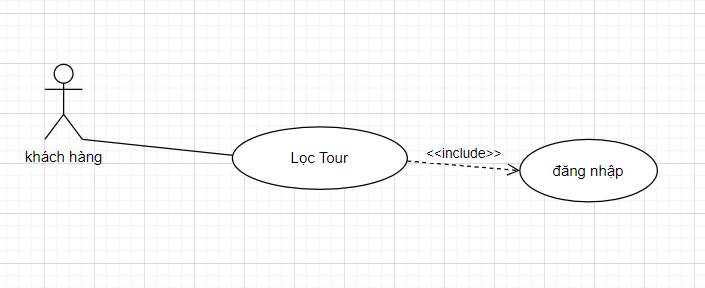 khách hàng
Lọc Tour
<<include>>
đăng nhập